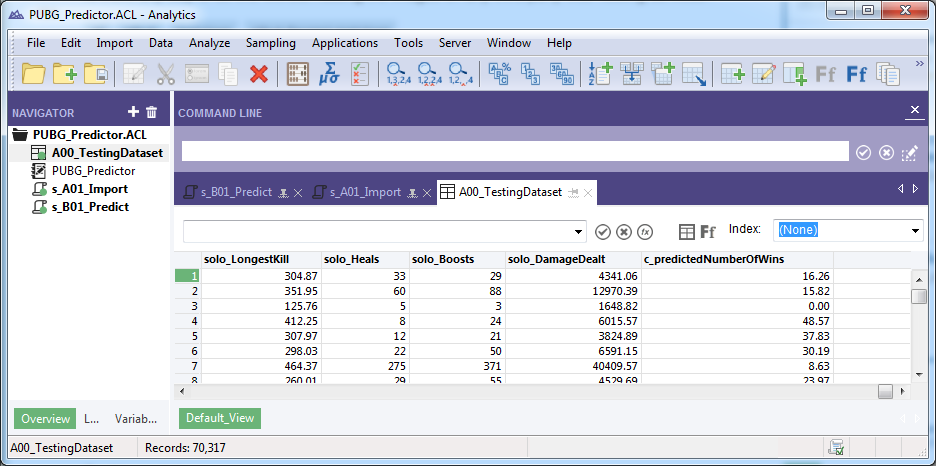 PUBG_Predictor.ACL - Analytics
File Edit Import Data Analyze Sampling Applications Tools Server Window Help
NAVIGATOR
COMMAND LINE
PUBG_Predictor.ACL
A00_TestingDataset
PUBG_Predictor
s_A01_Import
s_B01_Predict
s_B01_Predict s_A01_Import A00_TestingDataset
Index: (None)
solo_LongestKill solo_Heals solo_Boosts solo_DamageDealt c_predictedNumberOfWins
1 304.87 33 29 4341.06 16.26
2 351.95 60 88 12970.39 15.82
3 125.76 5 3 1648.82 0.00
4 412.25 8 24 6015.57 48.57
5 307.97 12 21 3824.89 37.83
6 298.03 22 50 6591.15 30.19
7 464.37 275 371 40409.57 8.63
8 260.01 29 55 4529.69 23.97
Overview L... Variab... Default_View
A00_TestingDataset Records: 70,317